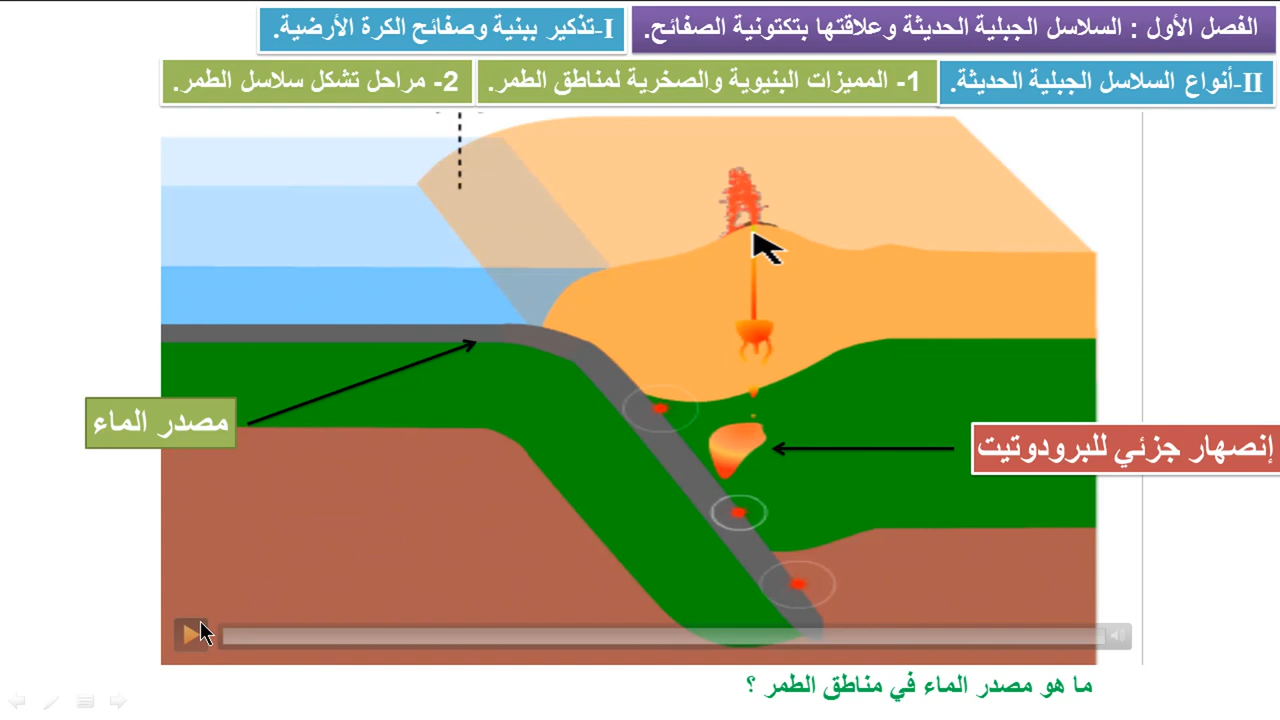 الفصل الأول : السلاسل الجبلية الحديثة وعلاقتها بتكتونية الصفائح.
I-تذكير ببنية وصفائح الكرة الأرضية.
II-أنواع السلاسل الجبلية الحديثة.
1- المميزات البنيوية والصخرية لمناطق الطمر.
2- مراحل تشكل سلاسل الطمر.
مصدر الماء
إنصهار جزئي للبرودوتيت
ما هو مصدر الماء في مناطق الطمر ؟